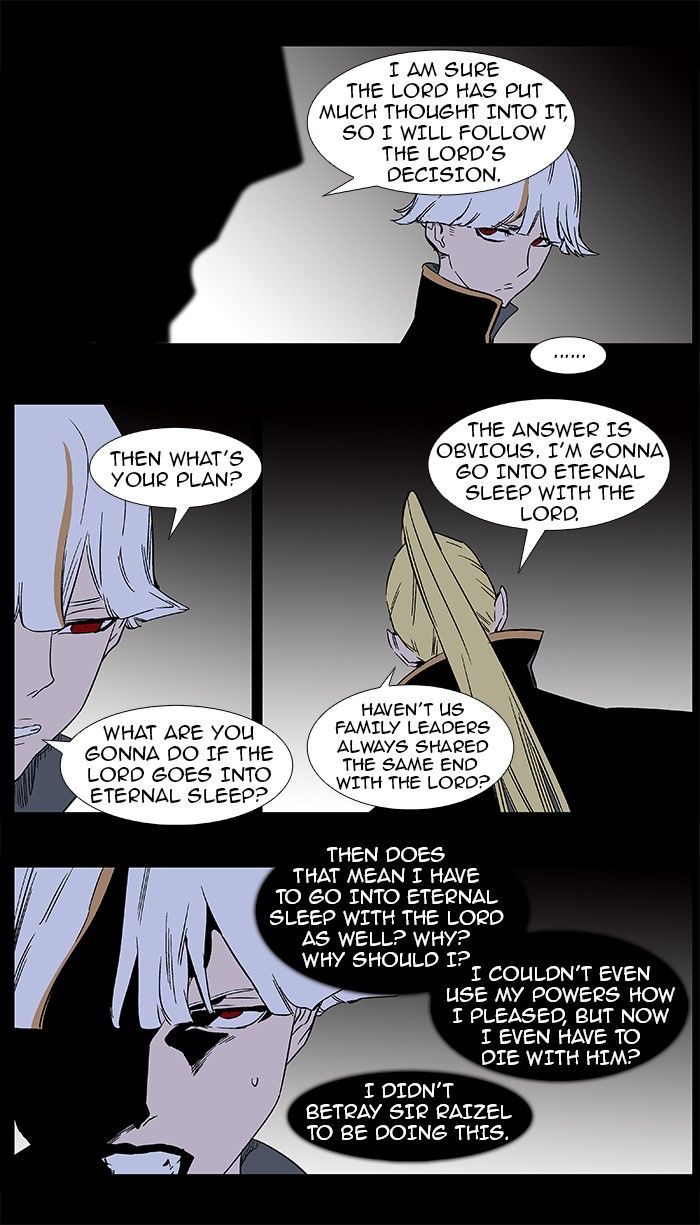 I AM SURE
THE LORD HAS PUT
MUCH THOUGHT INTO IT,
SO I WILL FOLLOW
THE LORD'S
DECISION.
......
THEN WHAT'S
YOUR PLAN?
WHAT ARE YOU
GONNA DO IF THE
LORD GOES INTO
ETERNAL SLEEP?
THE ANSWER IS
OBVIOUS. I'M GONNA
GO INTO ETERNAL
SLEEP WITH THE
LORD.
HAVEN'T US
FAMILY LEADERS
ALWAYS SHARED
THE SAME END
WITH THE LORD?
THEN DOES
THAT MEAN I HAVE
TO GO INTO ETERNAL
SLEEP WITH THE LORD
AS WELL? WHY?
WHY SHOULD I?
I COULDN'T EVEN
USE MY POWERS HOW
I PLEASED, BUT NOW
I EVEN HAVE TO
DIE WITH HIM?
I DIDN'T
BETRAY SIR RAIZEL
TO BE DOING THIS.